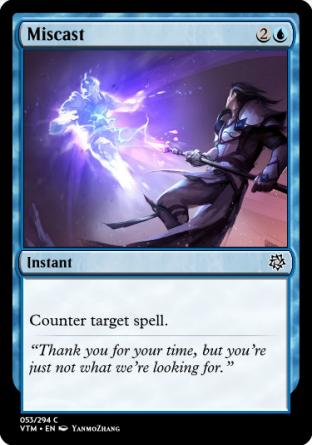 Miscast 2
Instant
Counter target spell.
“Thank you for your time, but you’re
just not what we’re looking for.”
053/294 C
VTM • EN YanmoZhang